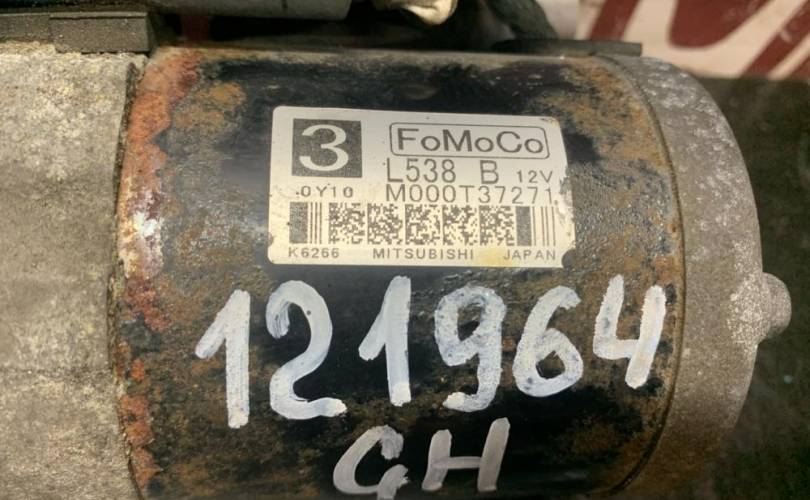 3 FoMoCo
L538 B 12V
0Y10 M000T37271
K6266 MITSUBISHI JAPAN
121964
GH